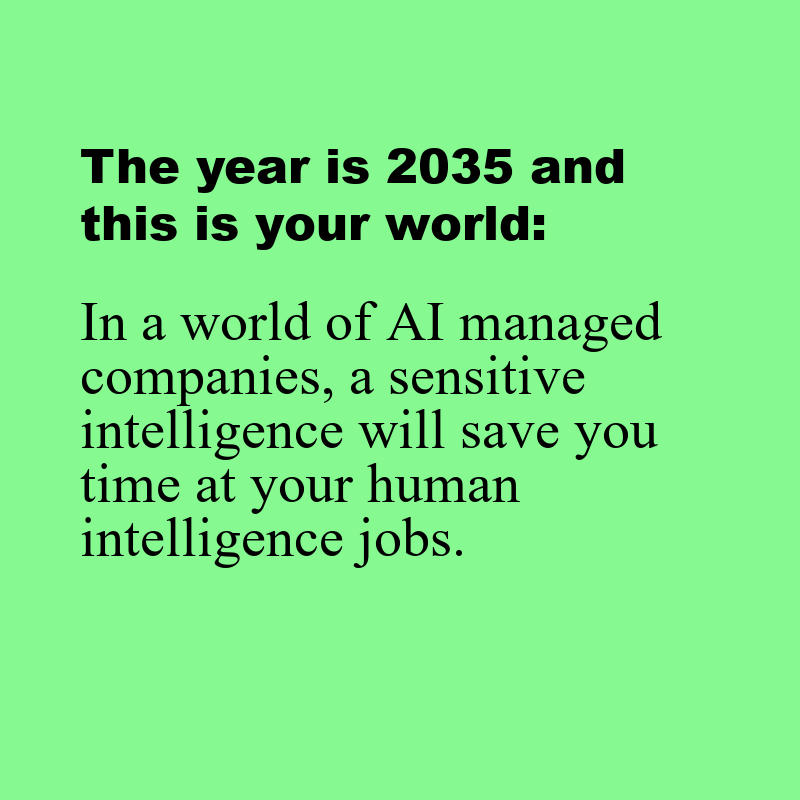 The year is 2035 and
this is your world:
In a world of AI managed
companies, a sensitive
intelligence will save you
time at your human
intelligence jobs.